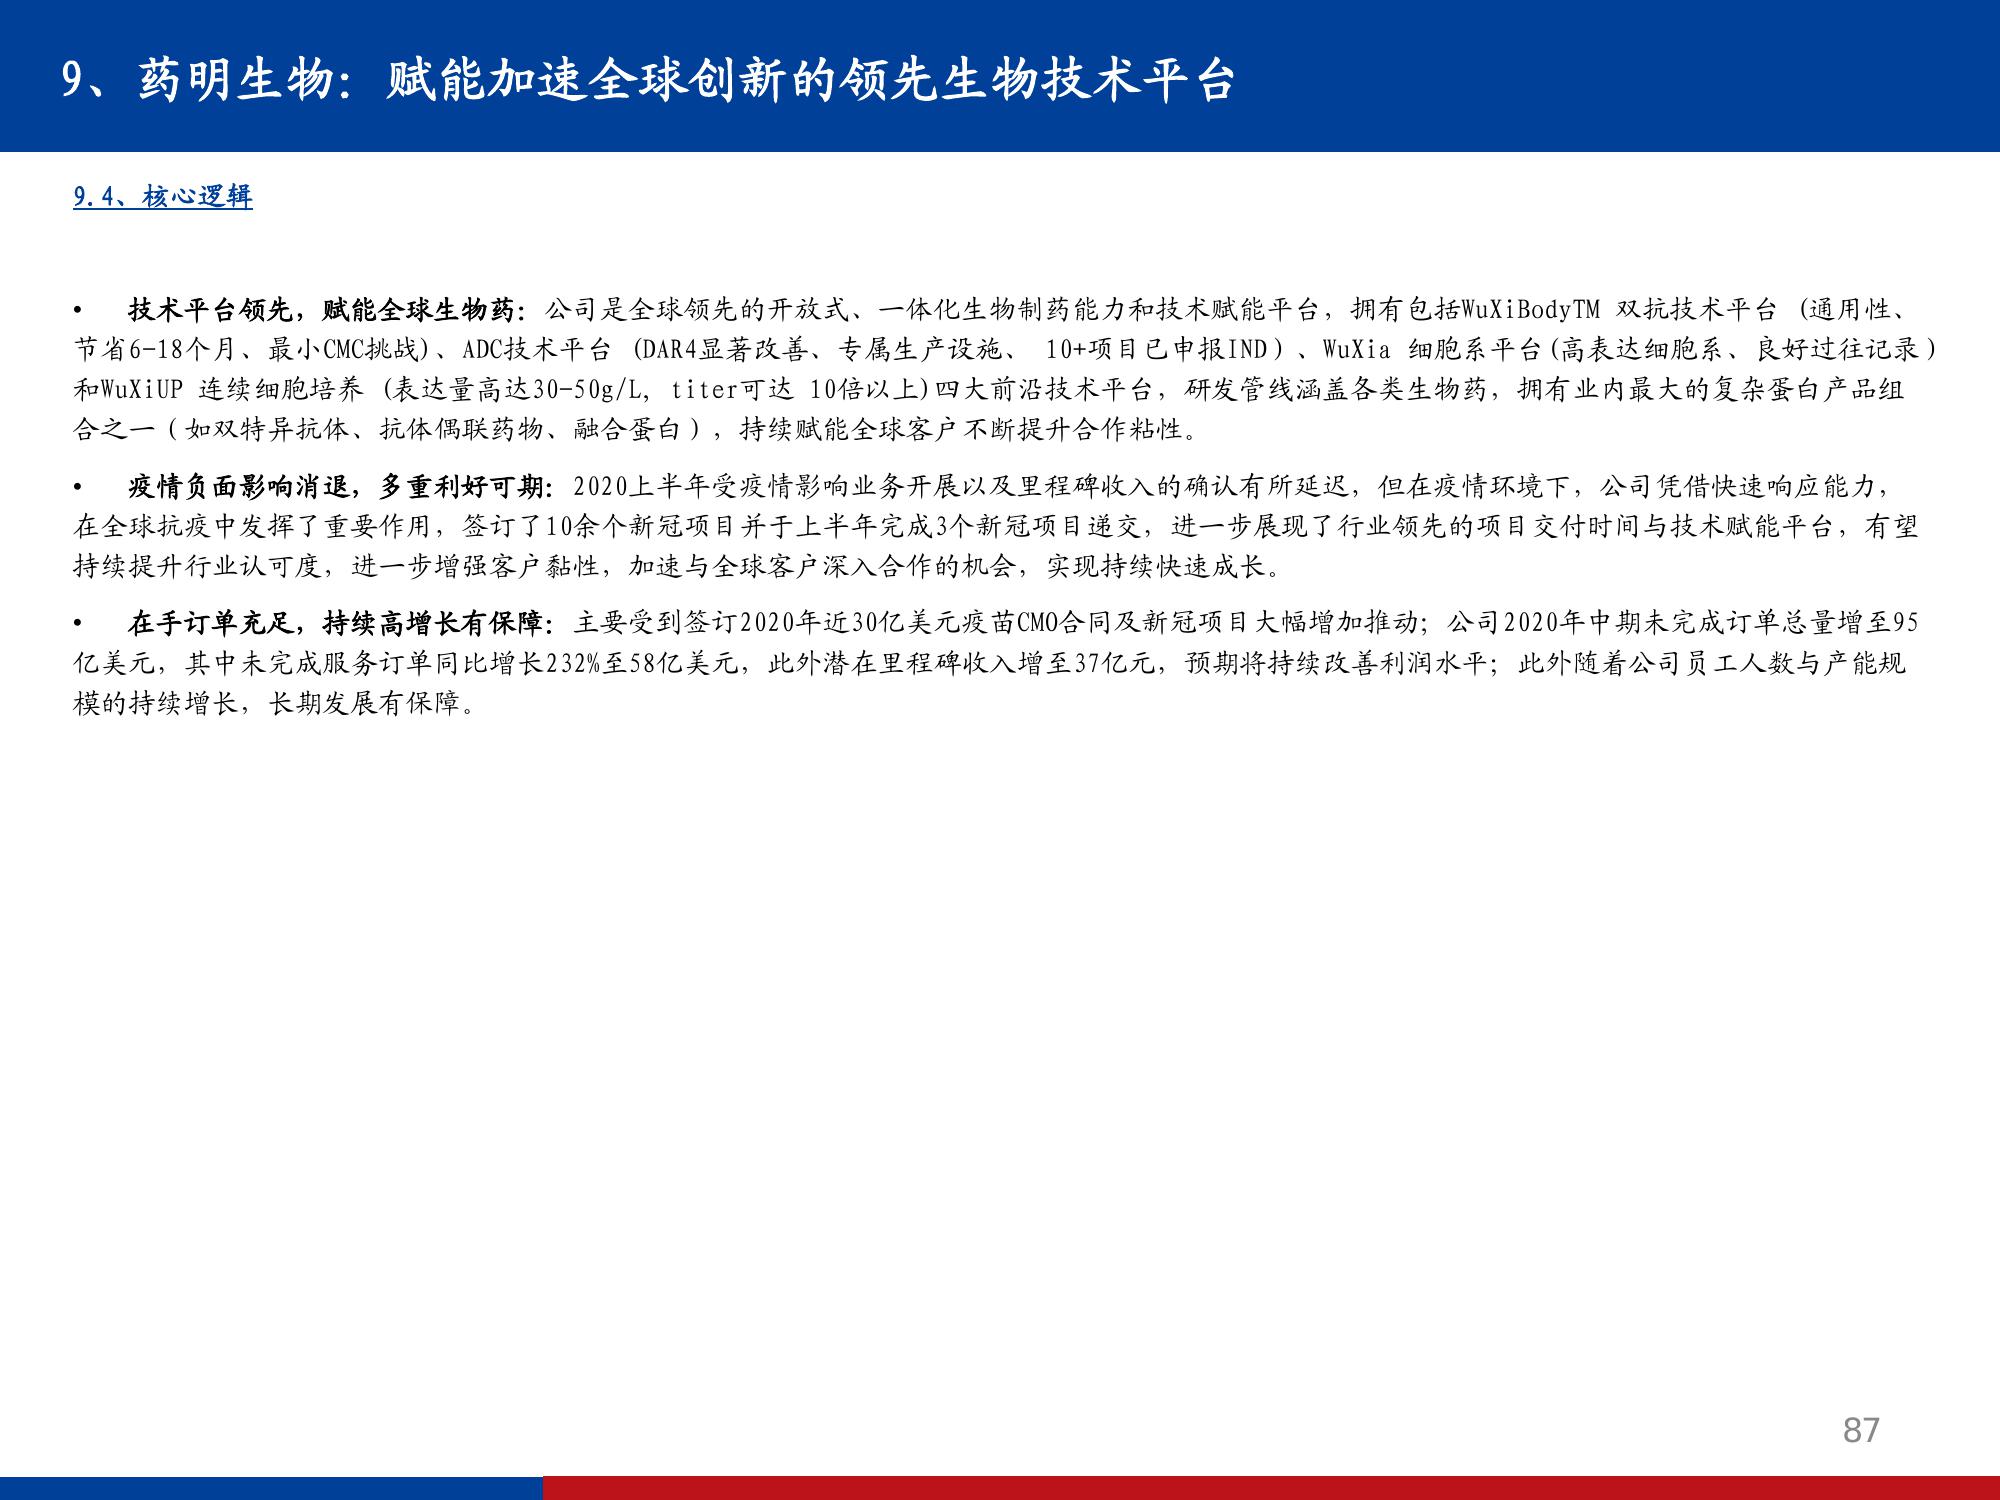 9、药明生物：赋能加速全球创新的领先生物技术平台
9.4、核心逻辑
• 技术平台领先，赋能全球生物药：公司是全球领先的开放式、一体化生物制药能力和技术赋能平台，拥有包括WuXiBodyTM 双抗技术平台 (通用性、
节省6-18个月、最小CMC挑战)、ADC技术平台 (DAR4显著改善、专属生产设施、 10+项目已申报IND）、WuXia 细胞系平台(高表达细胞系、良好过往记录）
和WuXiUP 连续细胞培养 (表达量高达30-50g/L, titer可达 10倍以上)四大前沿技术平台，研发管线涵盖各类生物药，拥有业内最大的复杂蛋白产品组
合之一（如双特异抗体、抗体偶联药物、融合蛋白），持续赋能全球客户不断提升合作粘性。
• 疫情负面影响消退，多重利好可期：2020上半年受疫情影响业务开展以及里程碑收入的确认有所延迟，但在疫情环境下，公司凭借快速响应能力，
在全球抗疫中发挥了重要作用，签订了10余个新冠项目并于上半年完成3个新冠项目递交，进一步展现了行业领先的项目交付时间与技术赋能平台，有望
持续提升行业认可度，进一步增强客户黏性，加速与全球客户深入合作的机会，实现持续快速成长。
• 在手订单充足，持续高增长有保障：主要受到签订2020年近30亿美元疫苗CMO合同及新冠项目大幅增加推动；公司2020年中期未完成订单总量增至95
亿美元，其中未完成服务订单同比增长232%至58亿美元，此外潜在里程碑收入增至37亿元，预期将持续改善利润水平；此外随着公司员工人数与产能规
模的持续增长，长期发展有保障。
87